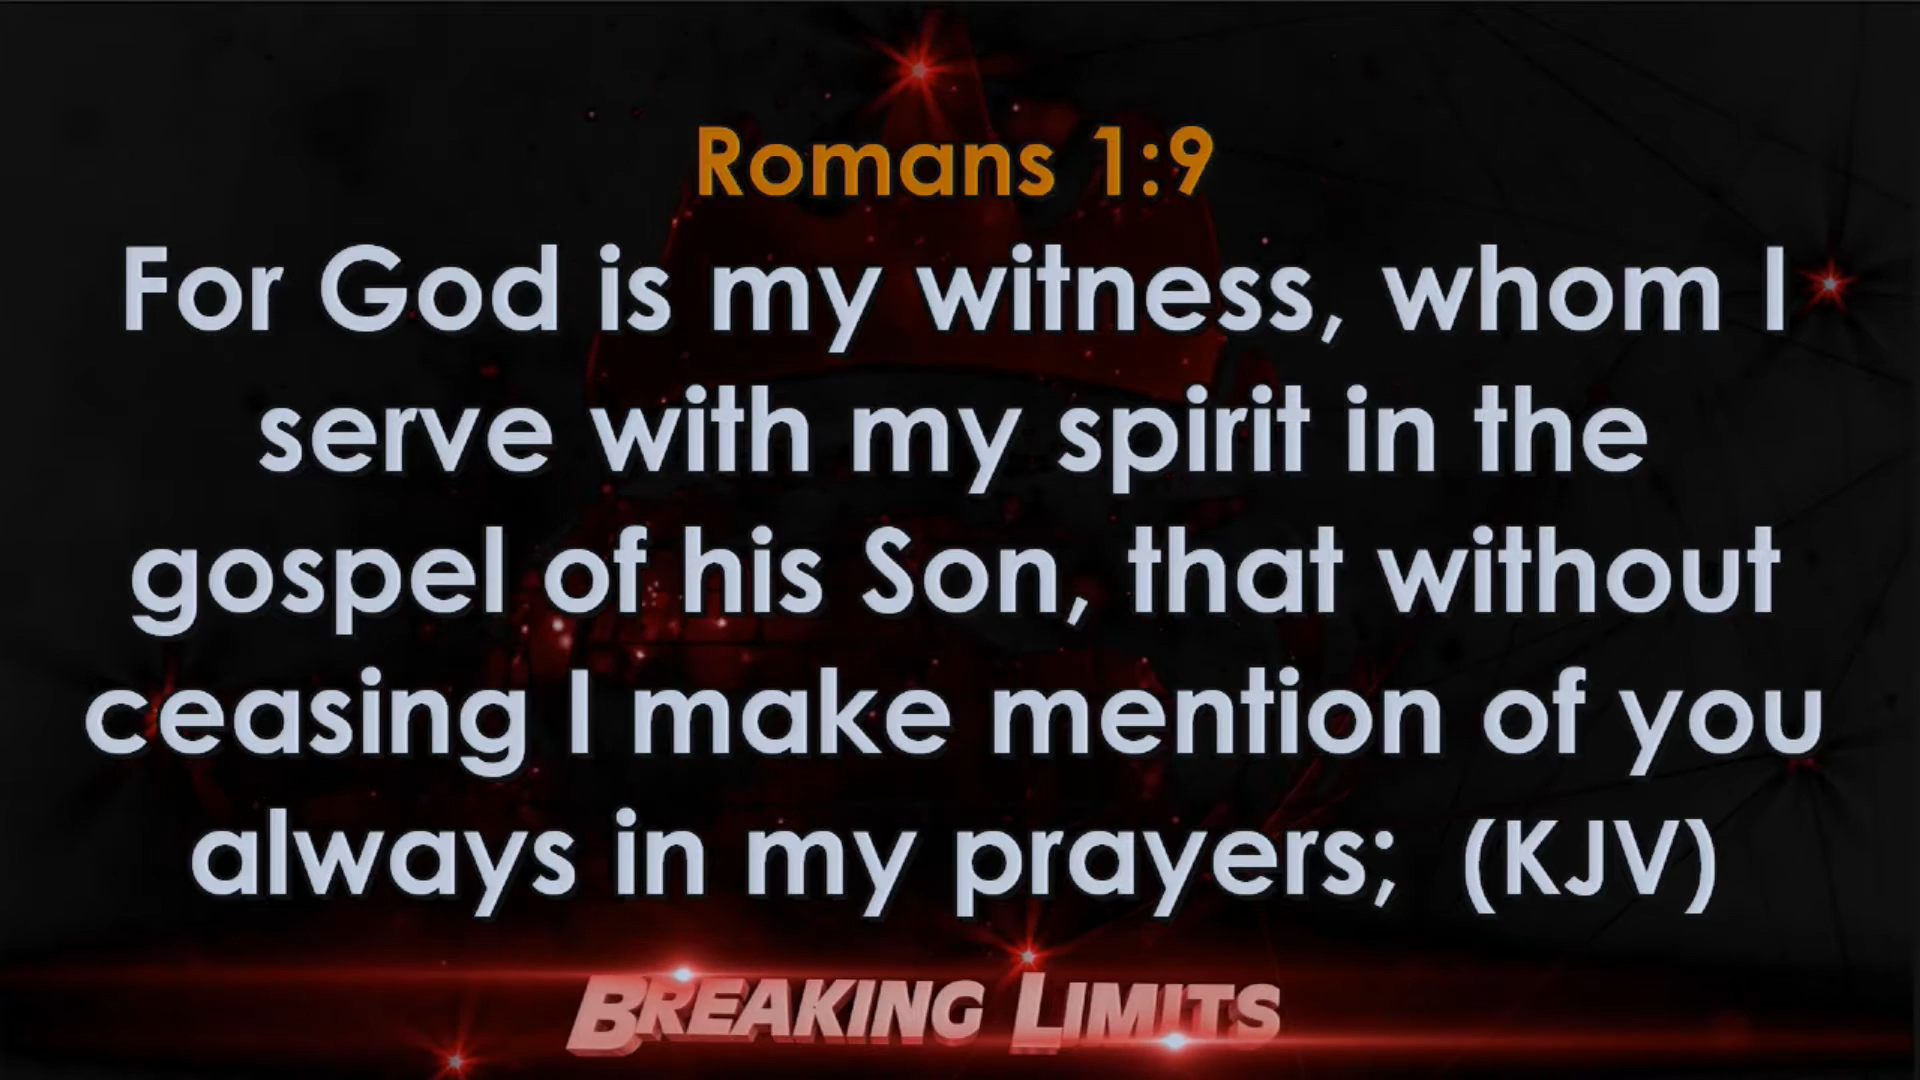 Romans 1:9
For God is my witness, whom I
serve with my spirit in the
gospel of his Son, that without
ceasing I make mention of you
always in my prayers;  (KJV)
BREAKING LIMITS